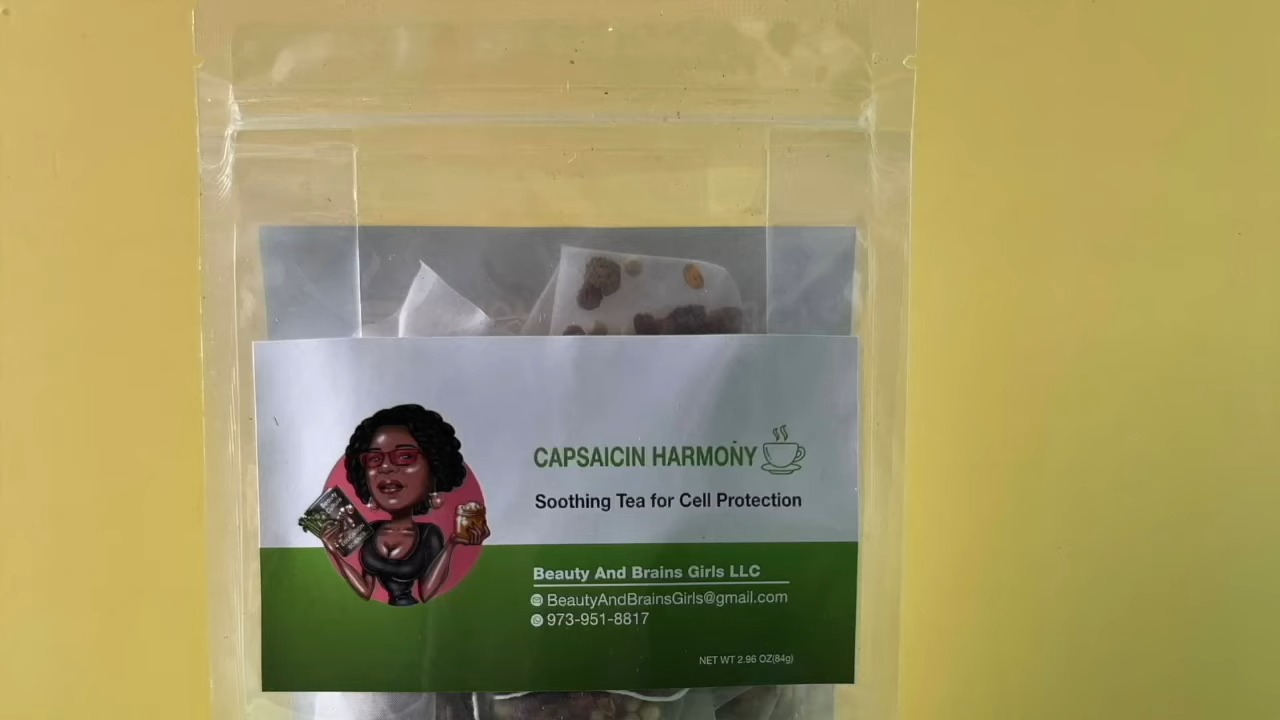 CAPSAICIN HARMONY
Soothing Tea for Cell Protection
Beauty And Brains Girls LLC
BeautyAndBrainsGirls@gmail.com
973-951-8817
NET WT 2.96 OZ(84g)